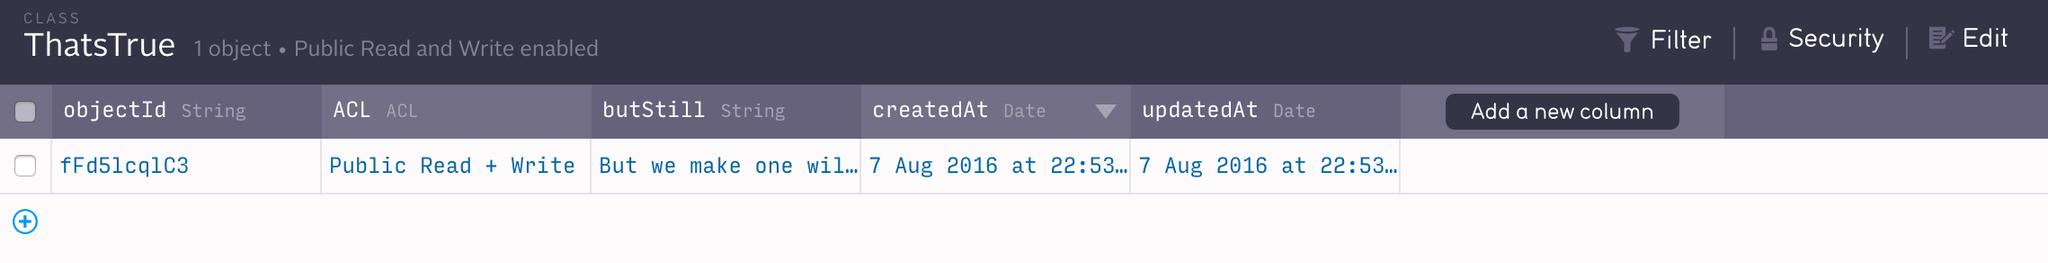 CLASS
ThatsTrue 1 object • Public Read and Write enabled Filter Security Edit
objectId String ACL ACL butStill String createdAt Date updatedAt Date Add a new column
fFd5lcqlC3 Public Read + Write But we make one wil… 7 Aug 2016 at 22:53… 7 Aug 2016 at 22:53…